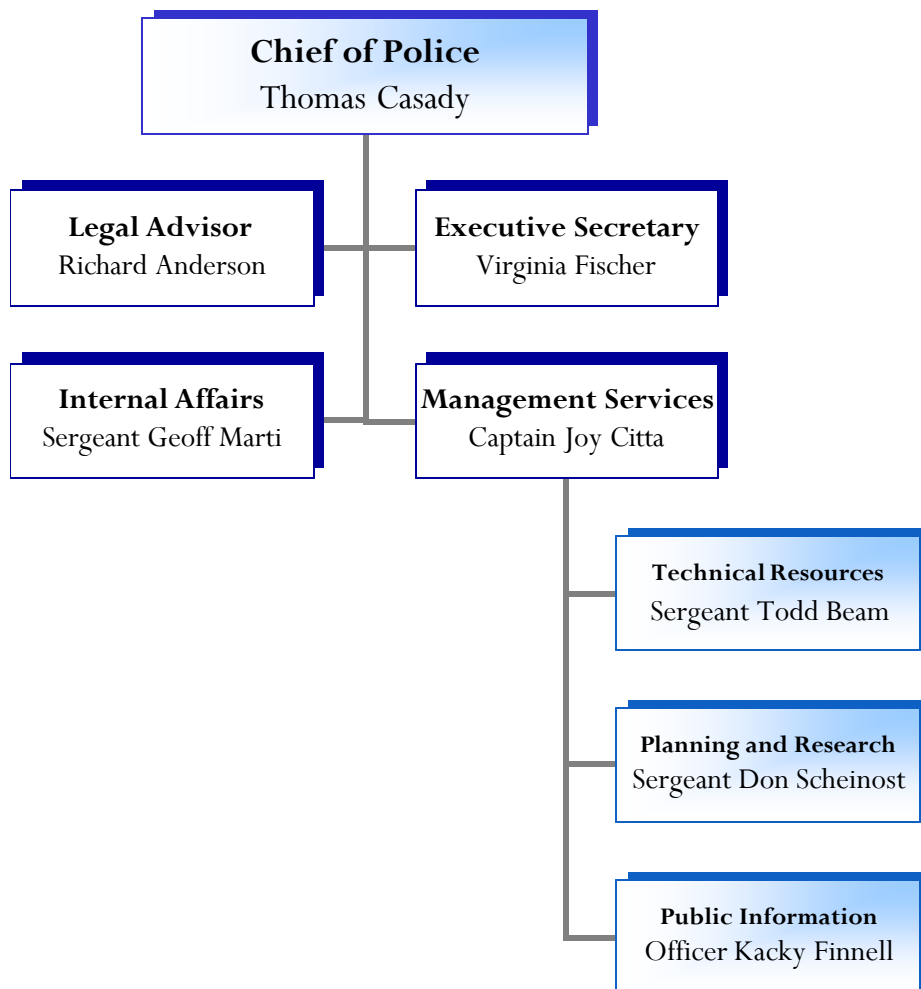 Chief of Police
Thomas Casady
Legal Advisor
Richard Anderson
Executive Secretary
Virginia Fischer
Internal Affairs
Sergeant Geoff Marti
Management Services
Captain Joy Citta
Technical Resources
Sergeant Todd Beam
Planning and Research
Sergeant Don Scheinost
Public Information
Officer Kacky Finnell